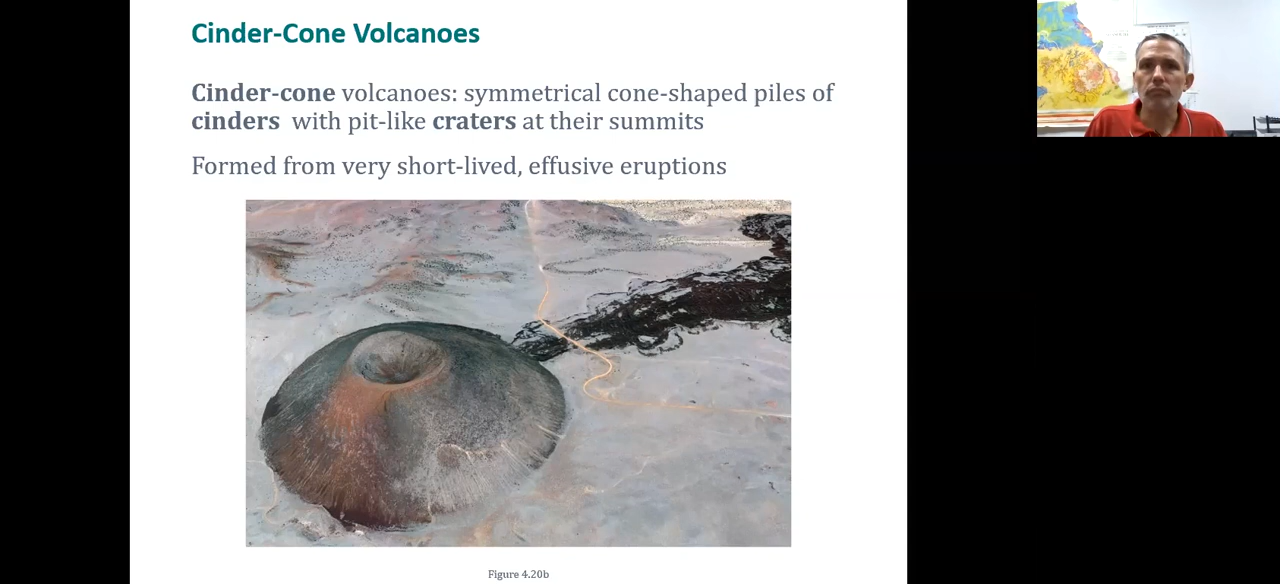 Cinder-Cone Volcanoes
Cinder-cone volcanoes: symmetrical cone-shaped piles of
cinders with pit-like craters at their summits
Formed from very short-lived, effusive eruptions
Figure 4.20b